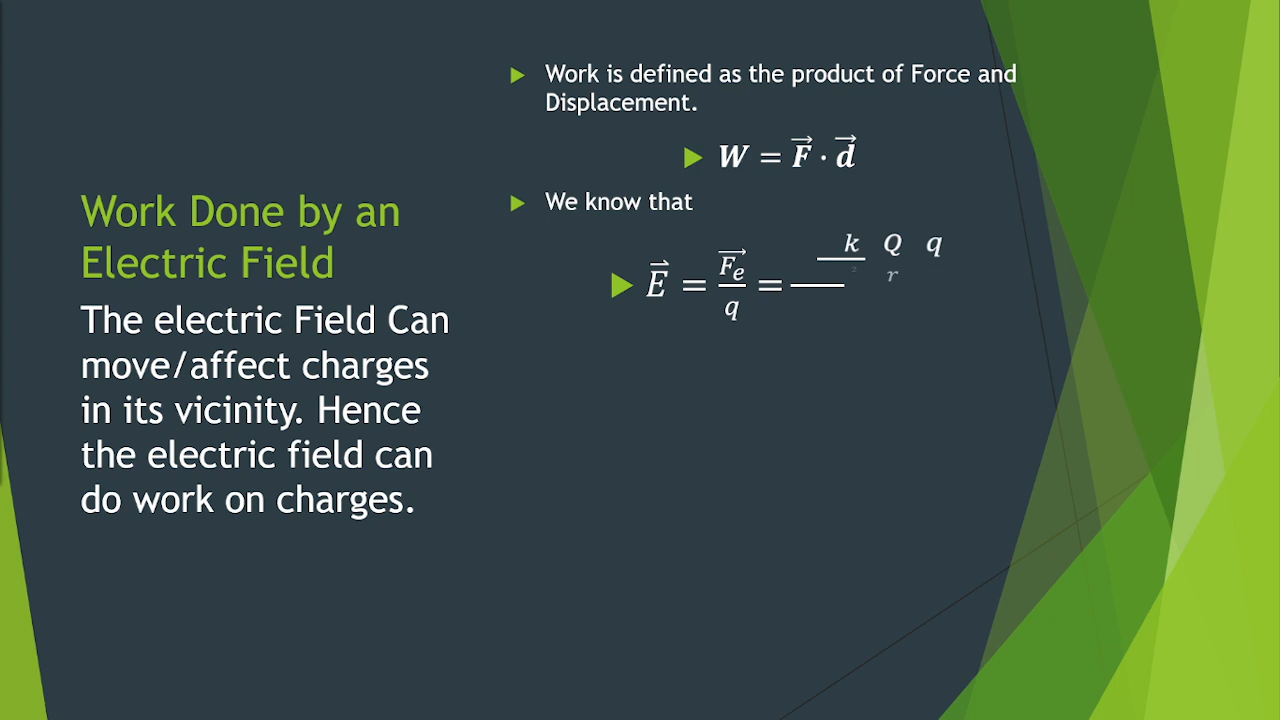 Work Done by an
Electric Field
The electric Field Can
move/affect charges
in its vicinity. Hence
the electric field can
do work on charges.
Work is defined as the product of Force and
Displacement.
W = F⃗ · d⃗
We know that
E⃗ = F⃗ₑ/q = k Q q
² r